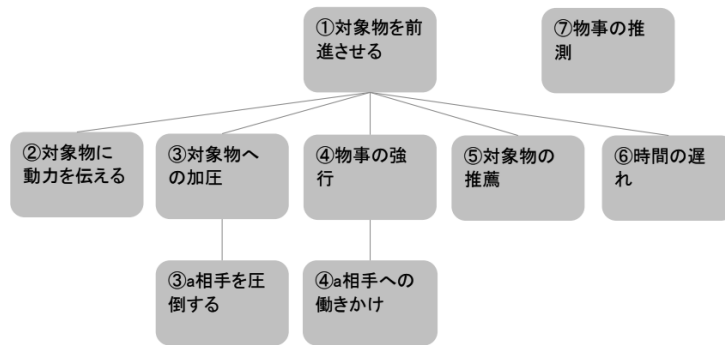 ①対象物を前
進させる
⑦物事の推
測
②対象物に
動力を伝える
③対象物へ
の加圧
④物事の強
行
⑤対象物の
推薦
⑥時間の遅
れ
③a相手を圧
倒する
④a相手への
働きかけ